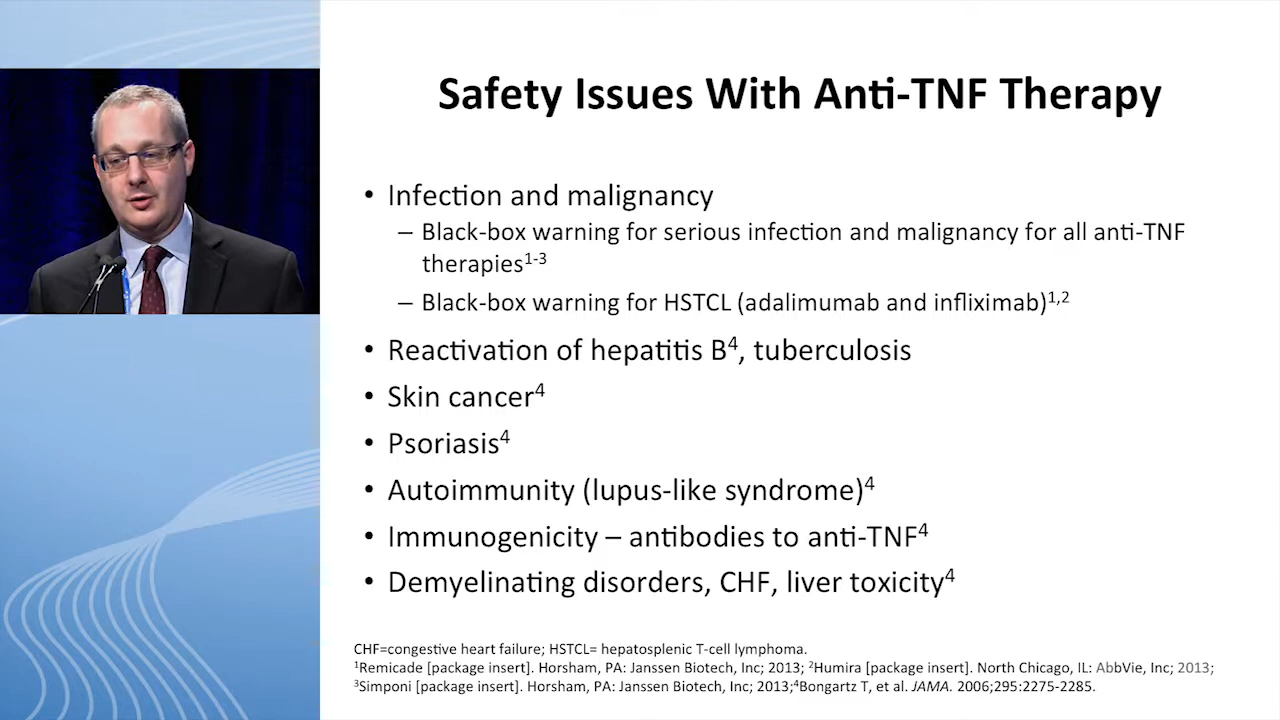 Safety Issues With Anti-TNF Therapy
• Infection and malignancy
– Black-box warning for serious infection and malignancy for all anti-TNF
therapies1-3
– Black-box warning for HSTCL (adalimumab and infliximab)1,2
• Reactivation of hepatitis B4, tuberculosis
• Skin cancer4
• Psoriasis4
• Autoimmunity (lupus-like syndrome)4
• Immunogenicity – antibodies to anti-TNF4
• Demyelinating disorders, CHF, liver toxicity4
CHF=congestive heart failure; HSTCL= hepatosplenic T-cell lymphoma.
1Remicade [package insert]. Horsham, PA: Janssen Biotech, Inc; 2013; 2Humira [package insert]. North Chicago, IL: AbbVie, Inc; 2013;
3Simponi [package insert]. Horsham, PA: Janssen Biotech, Inc; 2013;4Bongartz T, et al. JAMA. 2006;295:2275-2285.